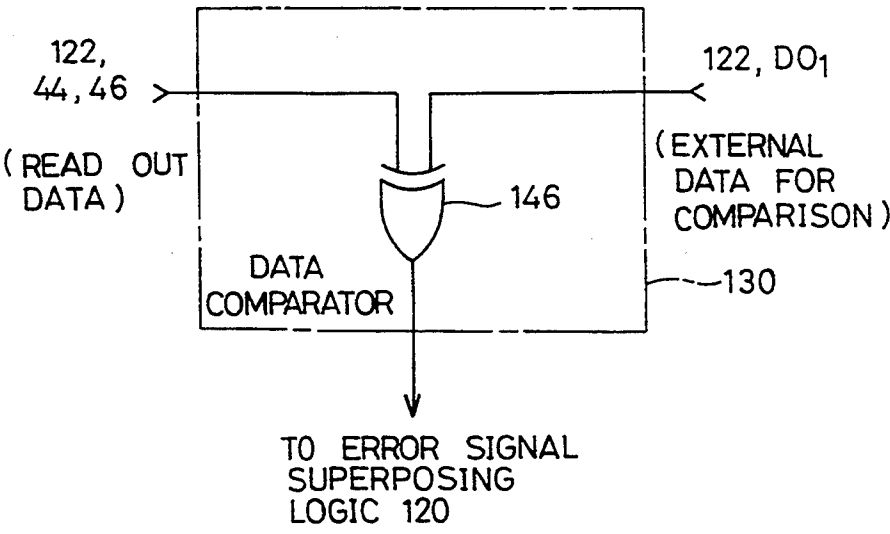 122,
44, 46
(READ OUT
DATA)
122, DO1
(EXTERNAL
DATA FOR
COMPARISON)
146
DATA
COMPARATOR
130
TO ERROR SIGNAL
SUPERPOSING
LOGIC 120